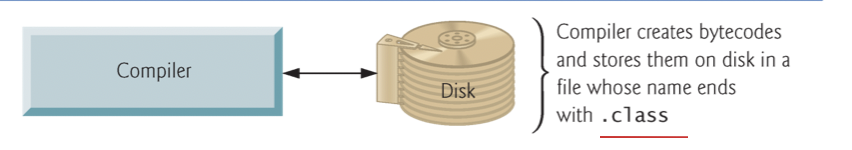 Compiler
Disk
Compiler creates bytecodes
and stores them on disk in a
file whose name ends
with .class